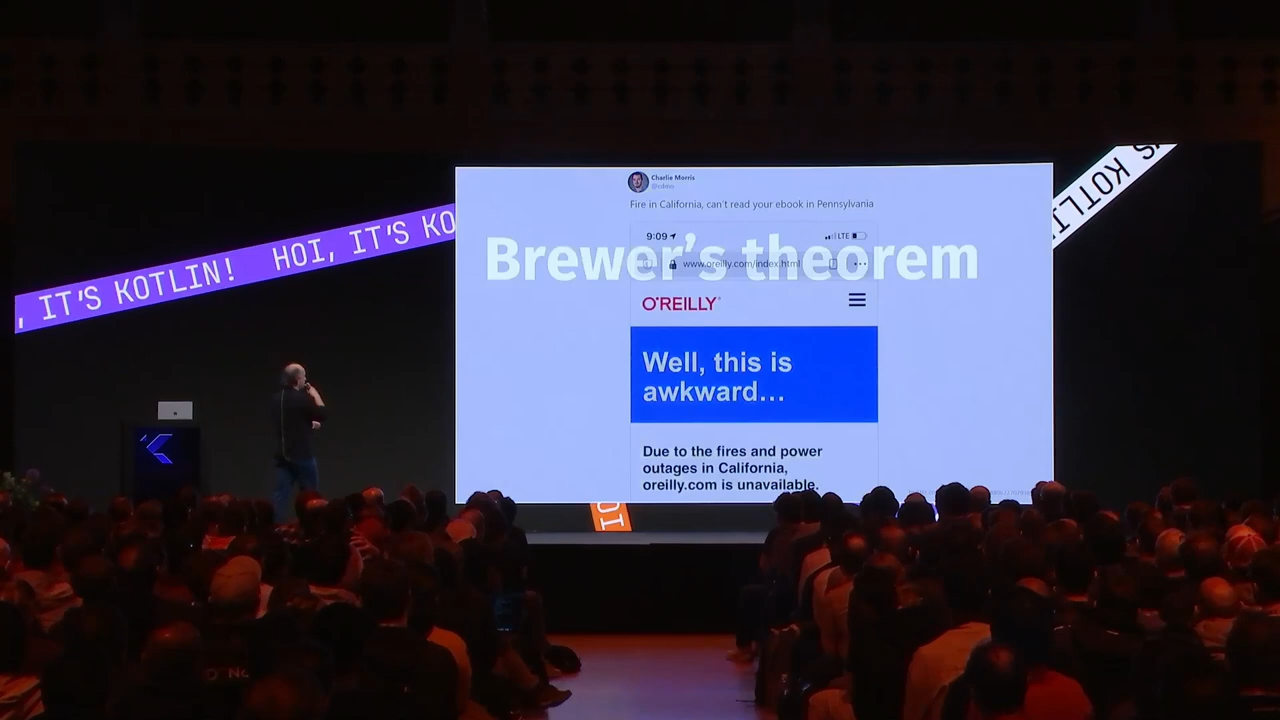 , IT'S KOTLIN! HOI, IT'S KO
Charlie Morris
@cdmo
Fire in California, can't read your ebook in Pennsylvania
9:09
LTE
Brewer's theorem
www.oreilly.com/index.html
O'REILLY
Well, this is
awkward…
Due to the fires and power
outages in California,
oreilly.com is unavailable.
'S KOTLI
OI